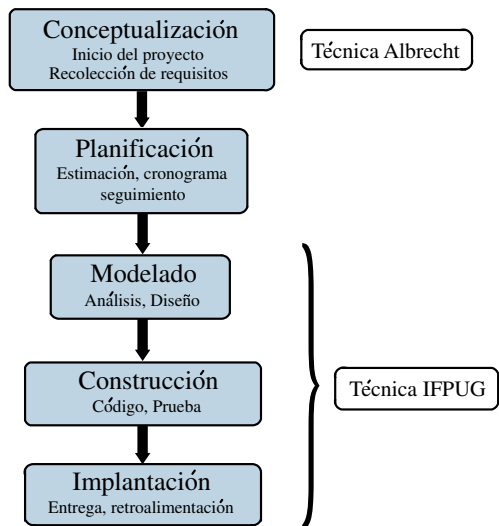 Conceptualización
Inicio del proyecto
Recolección de requisitos
Técnica Albrecht
Planificación
Estimación, cronograma
seguimiento
Modelado
Análisis, Diseño
Construcción
Código, Prueba
Técnica IFPUG
Implantación
Entrega, retroalimentación